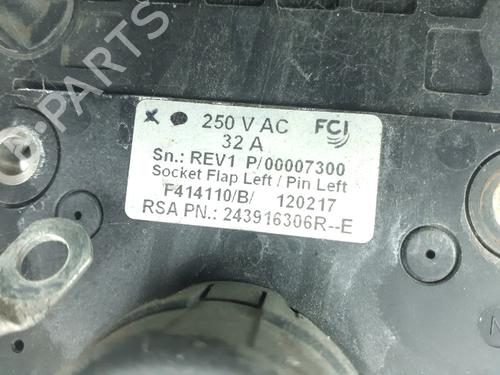 PARTS
250 V AC FCI
32 A
Sn.: REV1 P/00007300
Socket Flap Left / Pin Left
F414110/B/ 120217
RSA PN.: 243916306R--E